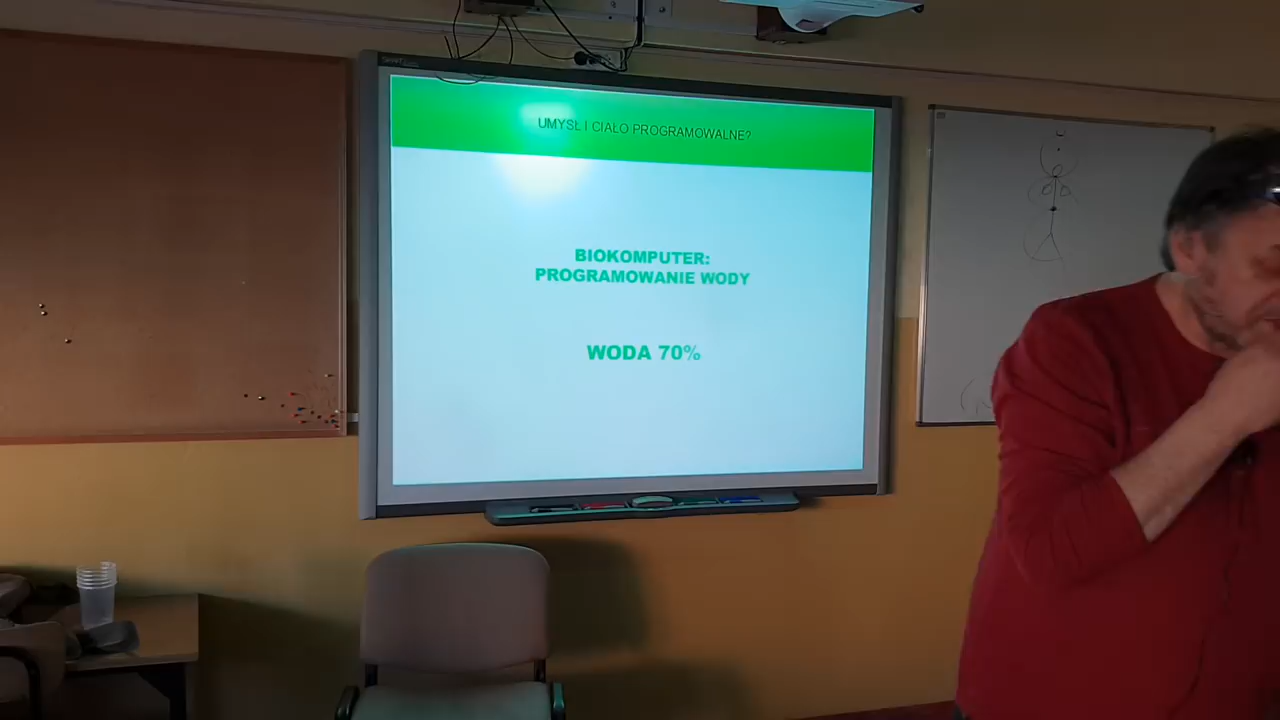 UMYSŁ I CIAŁO PROGRAMOWALNE?
BIOKOMPUTER:
PROGRAMOWANIE WODY
WODA 70%